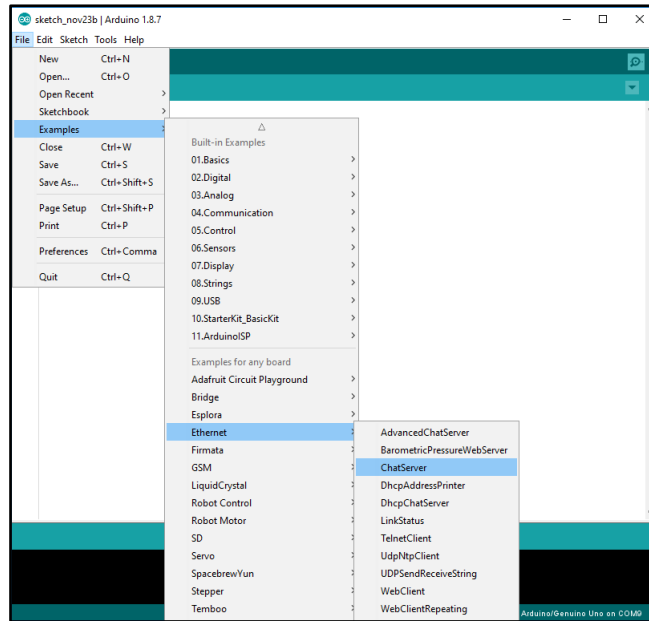 sketch_nov23b | Arduino 1.8.7
File Edit Sketch Tools Help
New Ctrl+N
Open... Ctrl+O
Open Recent
Sketchbook
Examples
Close Ctrl+W
Save Ctrl+S
Save As... Ctrl+Shift+S
Page Setup Ctrl+Shift+P
Print Ctrl+P
Preferences Ctrl+Comma
Quit Ctrl+Q
Built-in Examples
01.Basics
02.Digital
03.Analog
04.Communication
05.Control
06.Sensors
07.Display
08.Strings
09.USB
10.StarterKit_BasicKit
11.ArduinoISP
Examples for any board
Adafruit Circuit Playground
Bridge
Esplora
Ethernet
Firmata
GSM
LiquidCrystal
Robot Control
Robot Motor
SD
Servo
SpacebrewYun
Stepper
Temboo
AdvancedChatServer
BarometricPressureWebServer
ChatServer
DhcpAddressPrinter
DhcpChatServer
LinkStatus
TelnetClient
UdpNtpClient
UDPSendReceiveString
WebClient
WebClientRepeating
Arduino/Genuino Uno on COM9